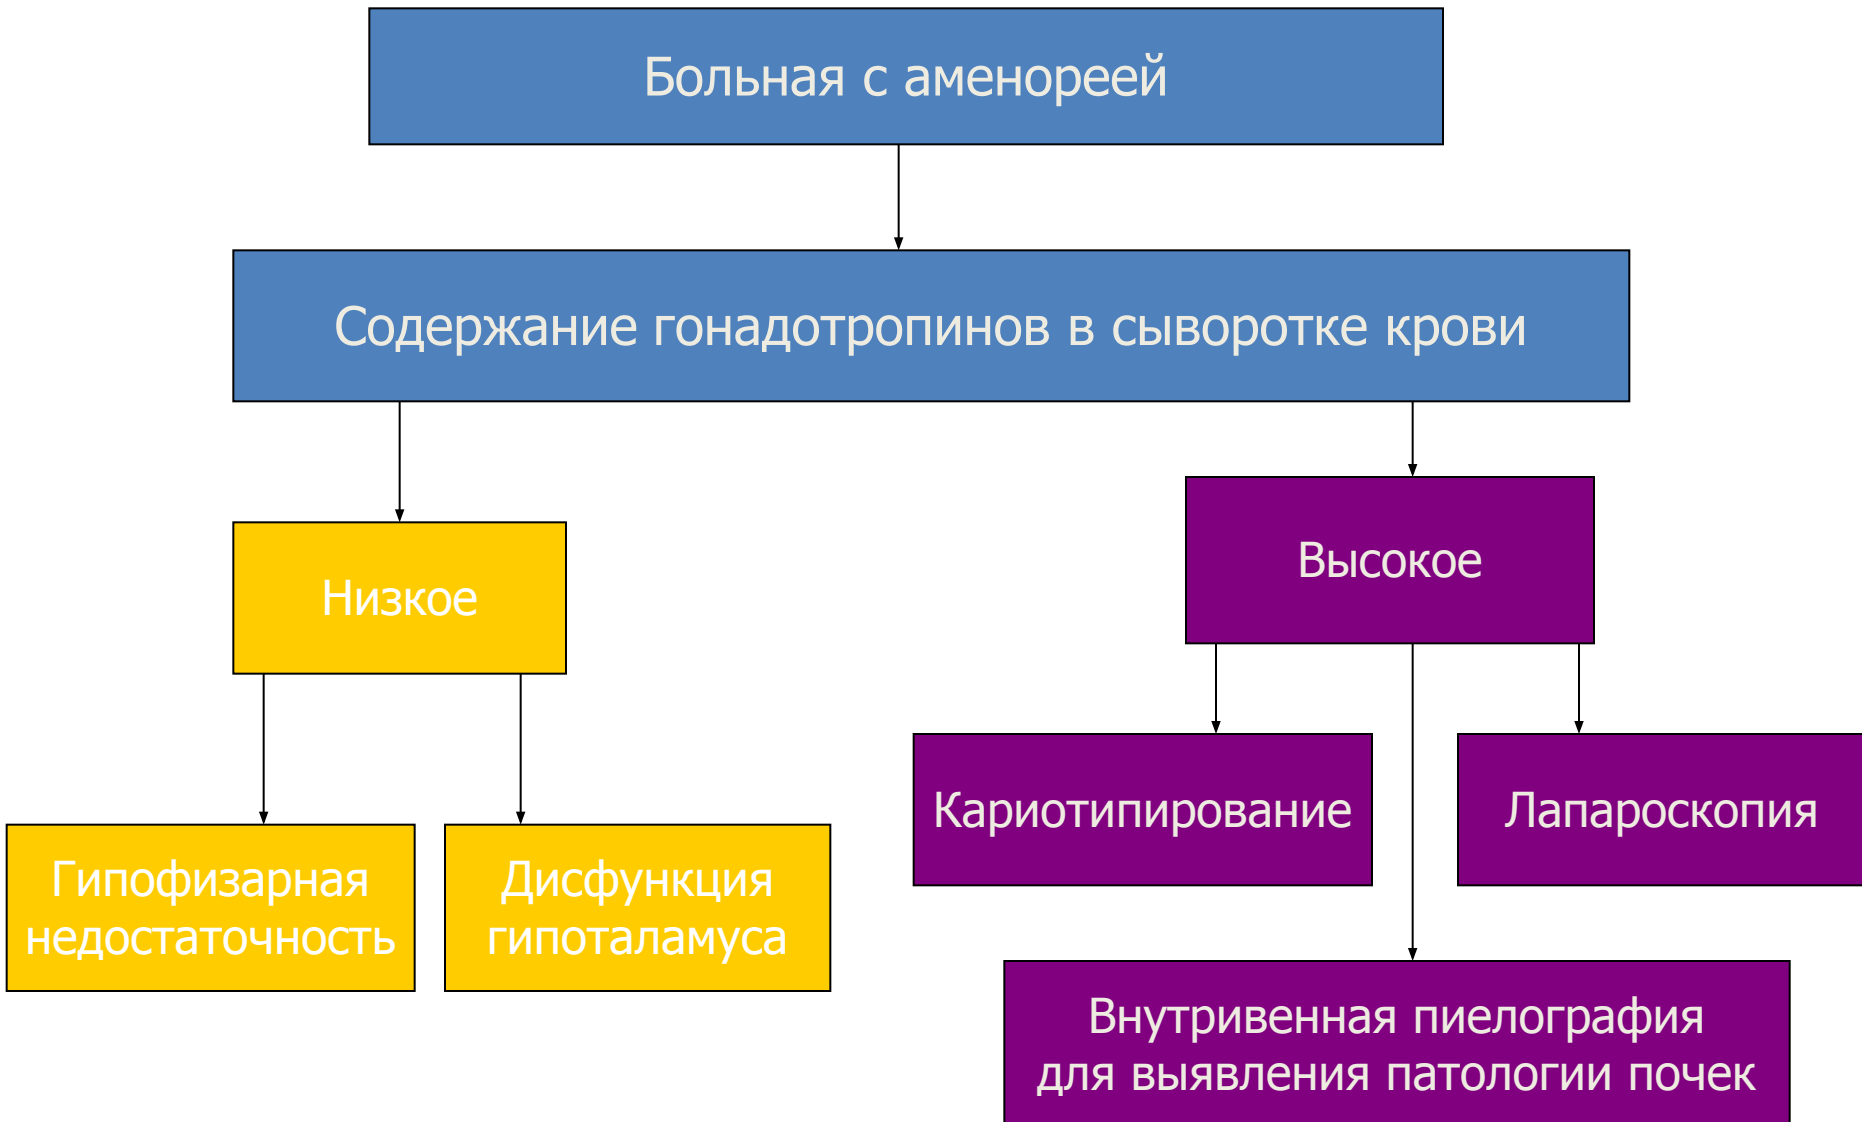 Больная с аменореей
Содержание гонадотропинов в сыворотке крови
Низкое
Высокое
Кариотипирование
Лапароскопия
Гипофизарная
недостаточность
Дисфункция
гипоталамуса
Внутривенная пиелография
для выявления патологии почек